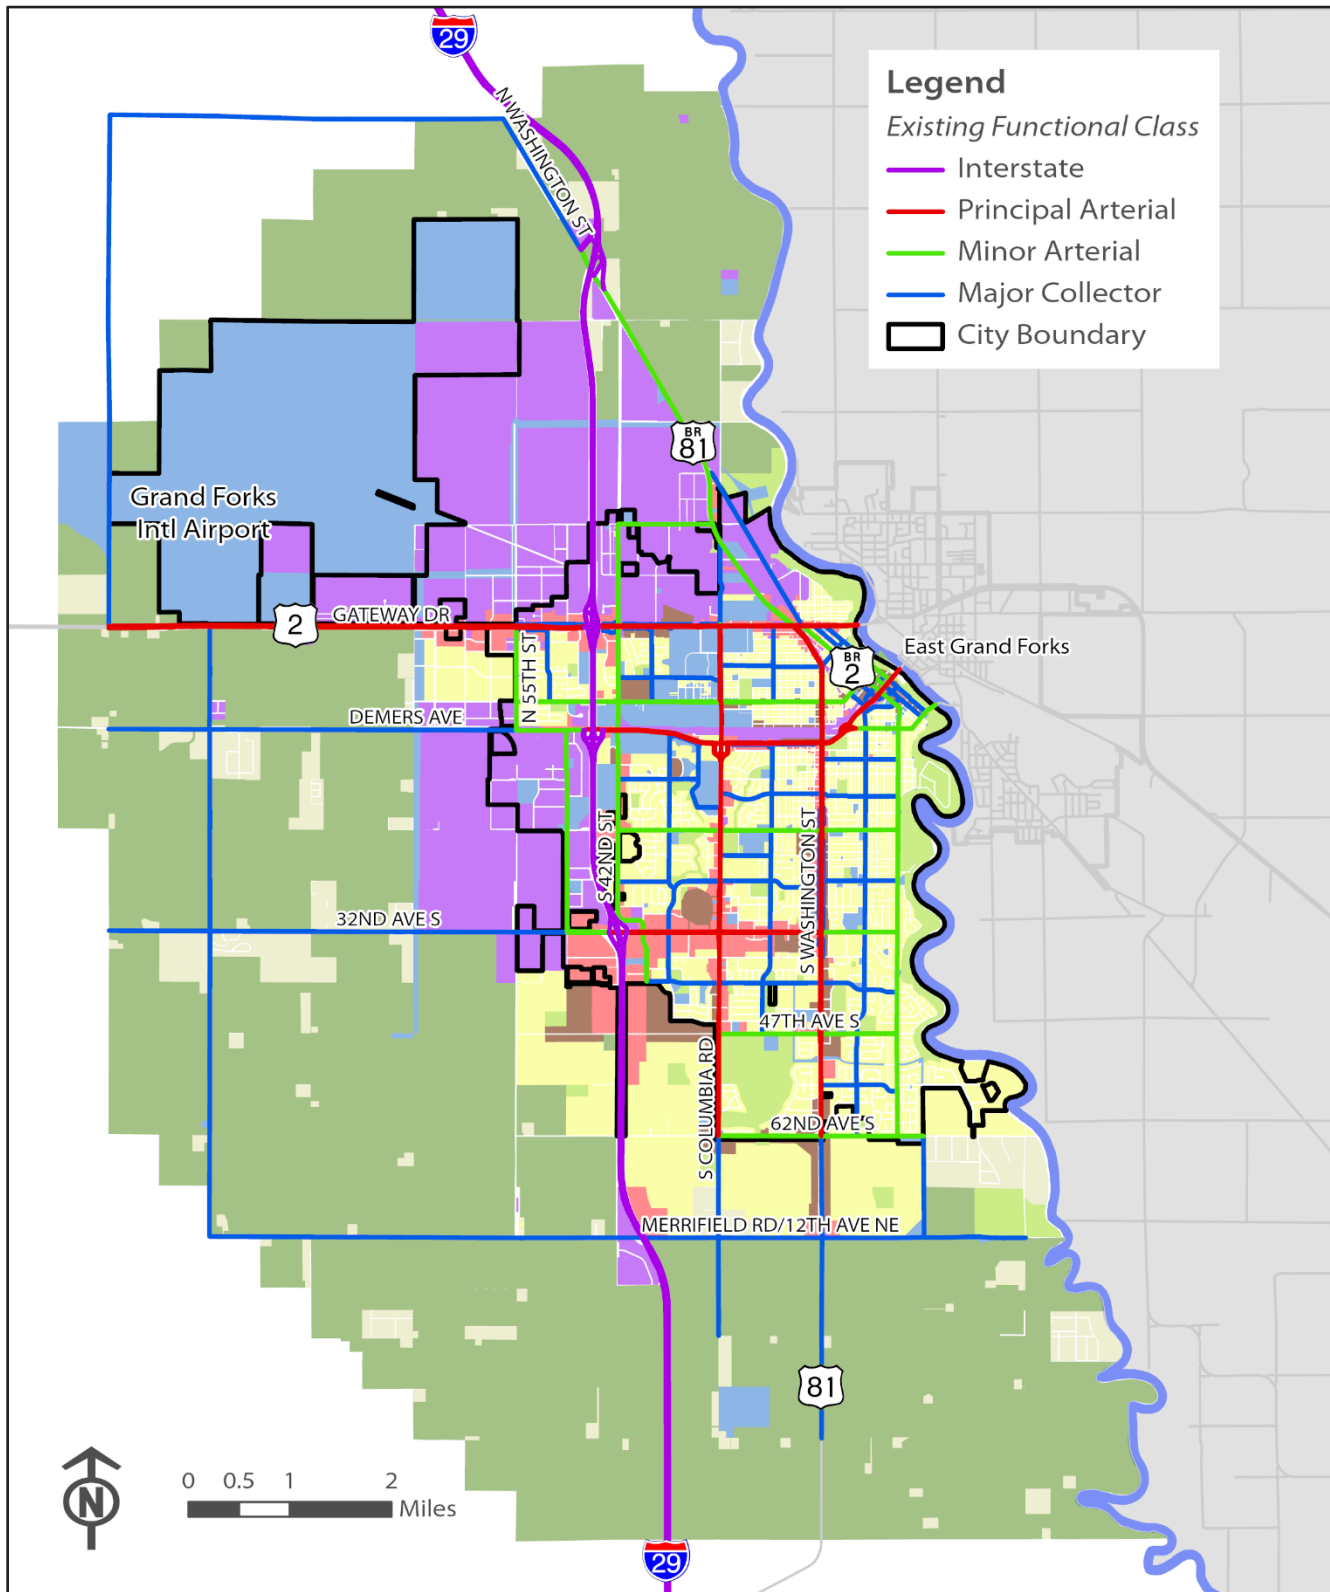 29
N WASHINGTON ST
Legend
Existing Functional Class
Interstate
Principal Arterial
Minor Arterial
Major Collector
City Boundary
BR
81
Grand Forks
Intl Airport
GATEWAY DR
2
N 55TH ST
BR
2
East Grand Forks
DEMERS AVE
S 42ND ST
S WASHINGTON ST
32ND AVE S
47TH AVE S
S COLUMBIA RD
62ND AVE S
MERRIFIELD RD/12TH AVE NE
81
N
0 0.5 1 2
Miles
29